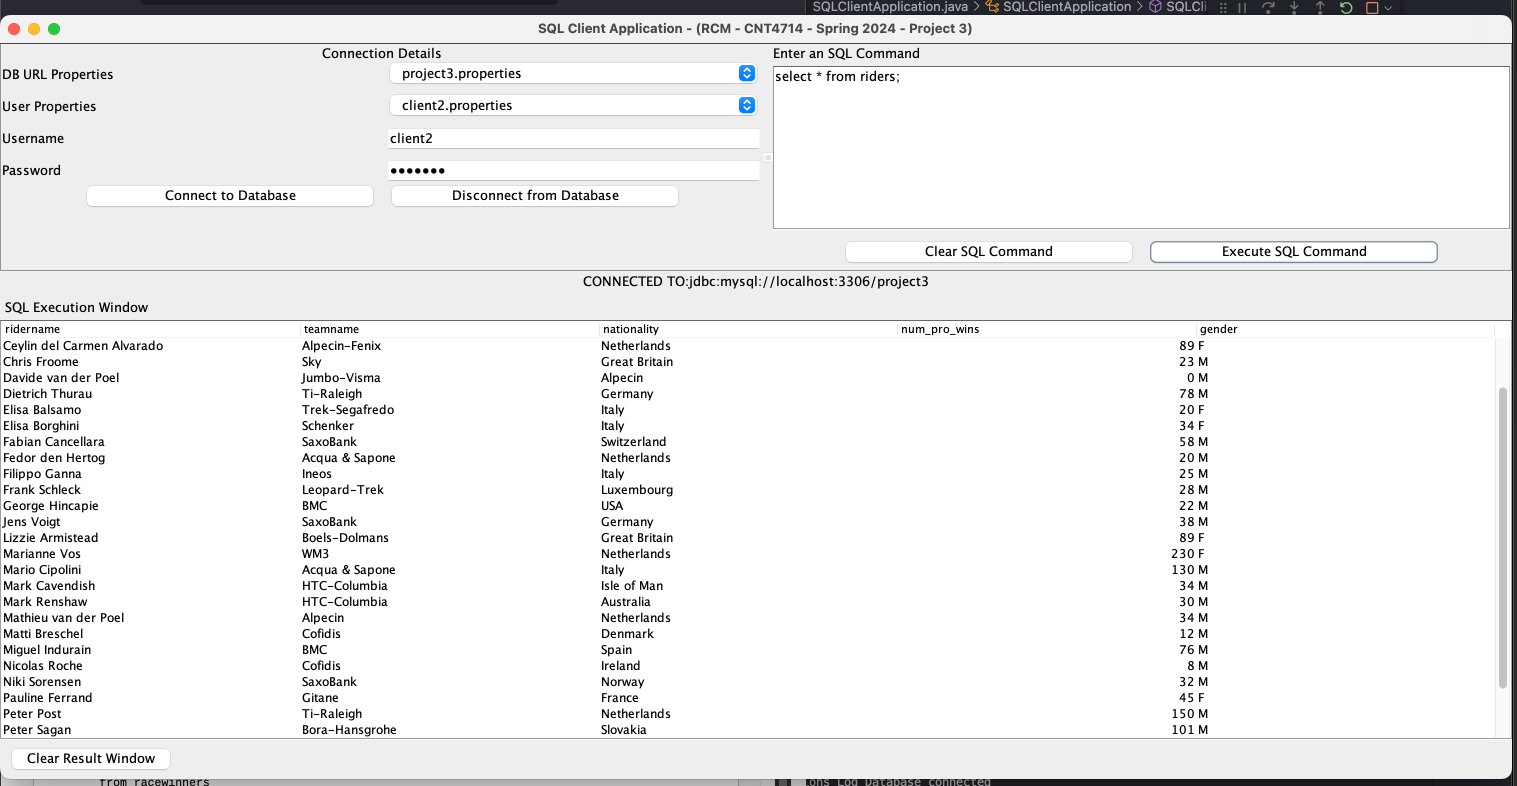 SQLClientApplication.java > SQLClientApplication > SQLCli
SQL Client Application - (RCM - CNT4714 - Spring 2024 - Project 3)
Connection Details
DB URL Properties project3.properties
User Properties client2.properties
Username client2
Password •••••••
Connect to Database Disconnect from Database
Enter an SQL Command
select * from riders;
Clear SQL Command Execute SQL Command
CONNECTED TO:jdbc:mysql://localhost:3306/project3
SQL Execution Window
ridername teamname nationality num_pro_wins gender
Ceylin del Carmen Alvarado Alpecin-Fenix Netherlands 89 F
Chris Froome Sky Great Britain 23 M
Davide van der Poel Jumbo-Visma Alpecin 0 M
Dietrich Thurau Ti-Raleigh Germany 78 M
Elisa Balsamo Trek-Segafredo Italy 20 F
Elisa Borghini Schenker Italy 34 F
Fabian Cancellara SaxoBank Switzerland 58 M
Fedor den Hertog Acqua & Sapone Netherlands 20 M
Filippo Ganna Ineos Italy 25 M
Frank Schleck Leopard-Trek Luxembourg 28 M
George Hincapie BMC USA 22 M
Jens Voigt SaxoBank Germany 38 M
Lizzie Armistead Boels-Dolmans Great Britain 89 F
Marianne Vos WM3 Netherlands 230 F
Mario Cipolini Acqua & Sapone Italy 130 M
Mark Cavendish HTC-Columbia Isle of Man 34 M
Mark Renshaw HTC-Columbia Australia 30 M
Mathieu van der Poel Alpecin Netherlands 34 M
Matti Breschel Cofidis Denmark 12 M
Miguel Indurain BMC Spain 76 M
Nicolas Roche Cofidis Ireland 8 M
Niki Sorensen SaxoBank Norway 32 M
Pauline Ferrand Gitane France 45 F
Peter Post Ti-Raleigh Netherlands 150 M
Peter Sagan Bora-Hansgrohe Slovakia 101 M
Clear Result Window
from racewinners
ons Log Database connected